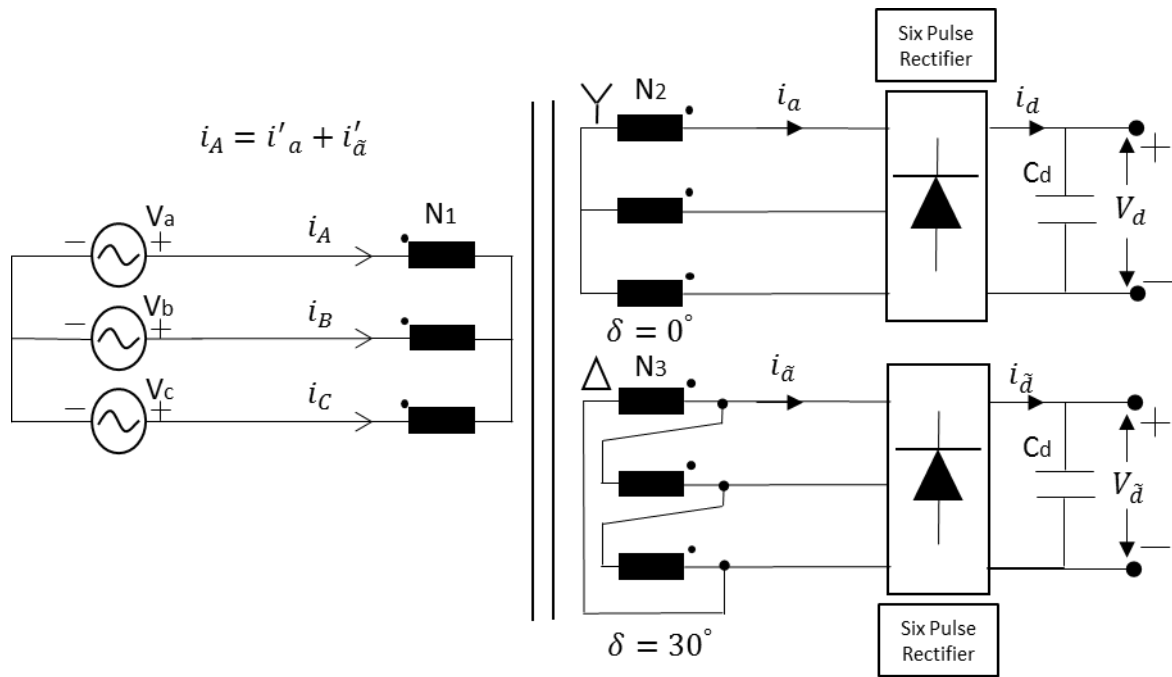 Six Pulse
Rectifier
N2
i_a
i_d
i_A = i'_a + i'_ã
Cd
+
V_d
−
N1
Va
− +
i_A
Vb
− +
i_B
δ = 0°
Vc
− +
i_C
Δ
N3
i_ã
i_d̃
+
Cd
V_d̃
−
δ = 30°
Six Pulse
Rectifier